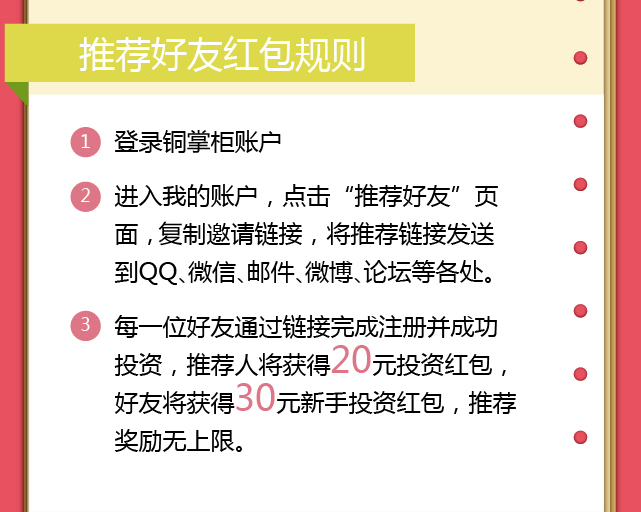 推荐好友红包规则
1 登录铜掌柜账户
2 进入我的账户，点击“推荐好友”页
面，复制邀请链接，将推荐链接发送
到QQ、微信、邮件、微博、论坛等各处。
3 每一位好友通过链接完成注册并成功
投资，推荐人将获得20元投资红包，
好友将获得30元新手投资红包，推荐
奖励无上限。